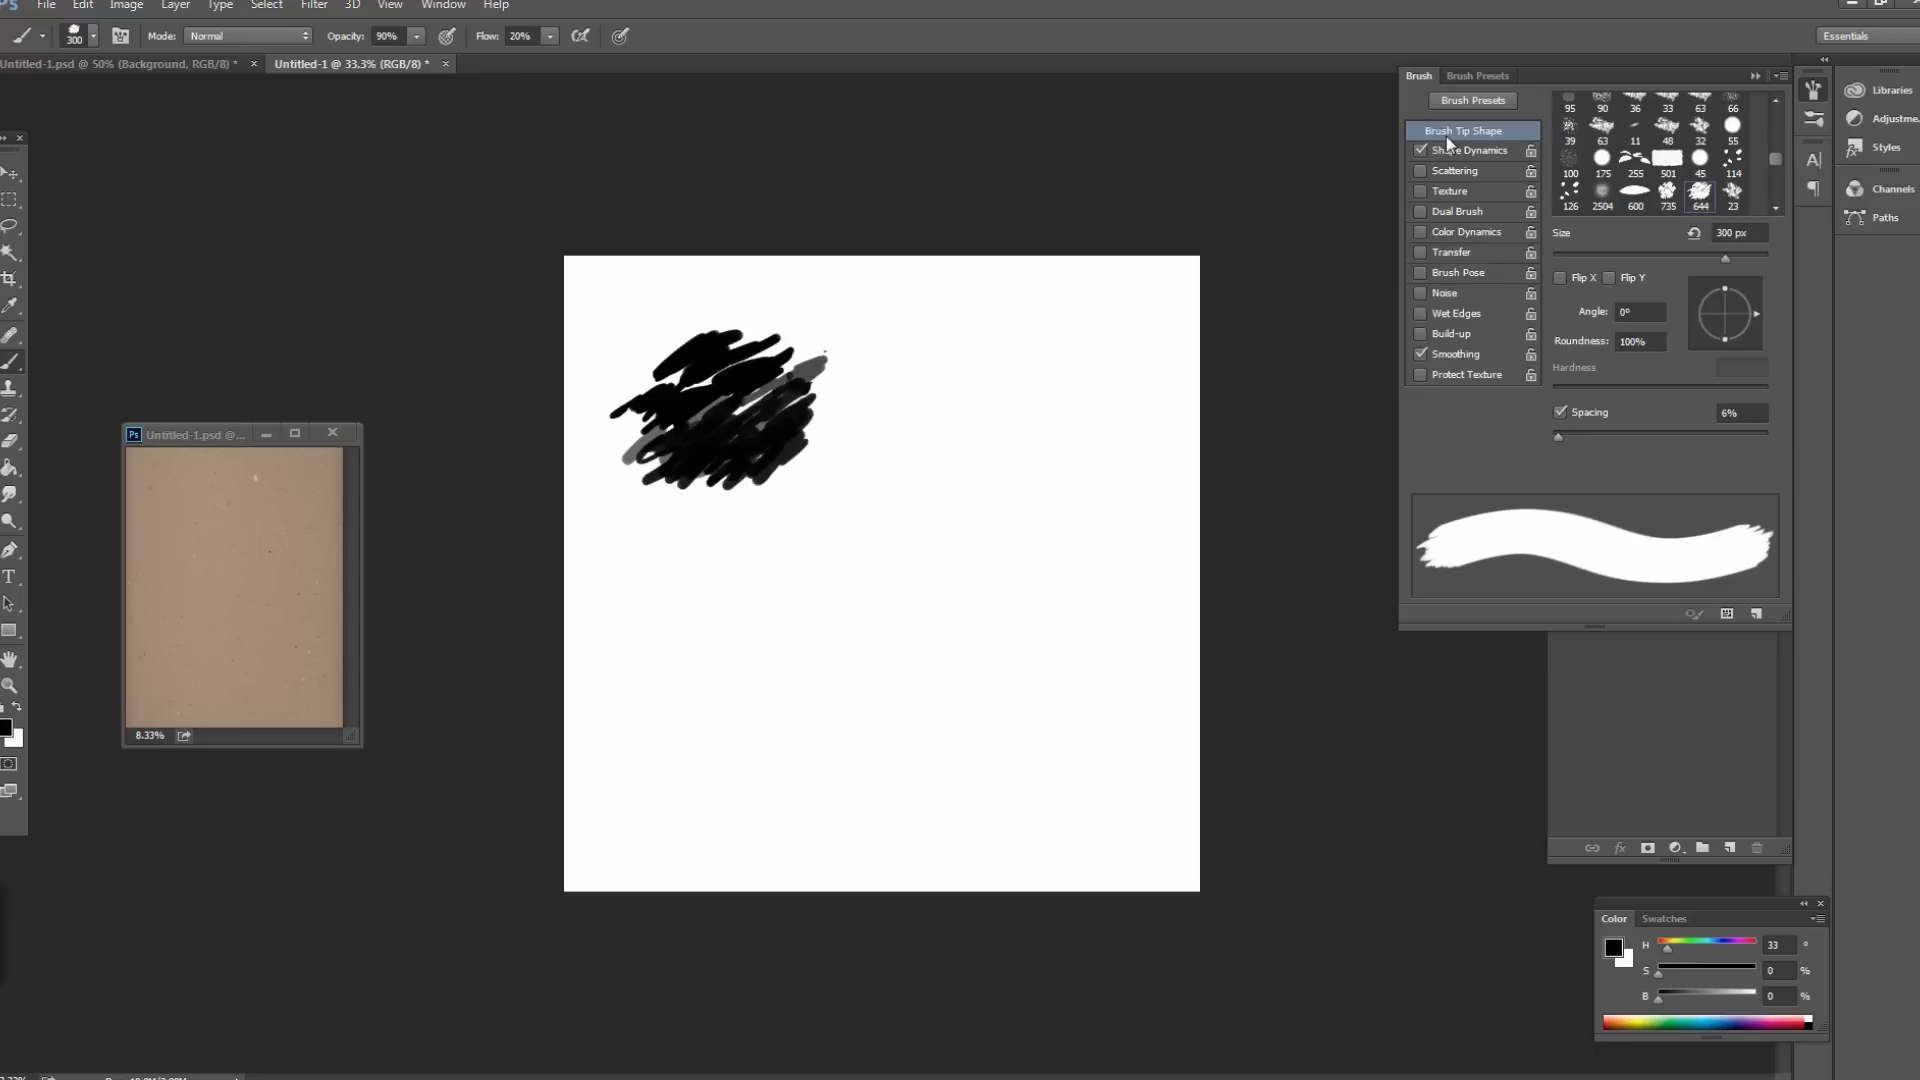 File Edit Image Layer Type Select Filter 3D View Window Help
300 Mode: Normal Opacity: 90% Flow: 20% Essentials
Untitled-1.psd @ 50% (Background, RGB/8) * × Untitled-1 @ 33.3% (RGB/8) * ×
Brush Brush Presets
Brush Presets
Brush Tip Shape
Shape Dynamics
Scattering
Texture
Dual Brush
Color Dynamics
Transfer
Brush Pose
Noise
Wet Edges
Build-up
Smoothing
Protect Texture
95 90 36 33 63 66
39 63 11 48 32 55
100 175 255 501 45 114
126 2504 600 735 644 23
Size 300 px
Flip X Flip Y
Angle: 0º
Roundness: 100%
Hardness
Spacing 6%
Libraries
Adjustme
Styles
Channels
Paths
Untitled-1.psd @...
8.33%
Color Swatches
H 33 º
S 0 %
B 0 %